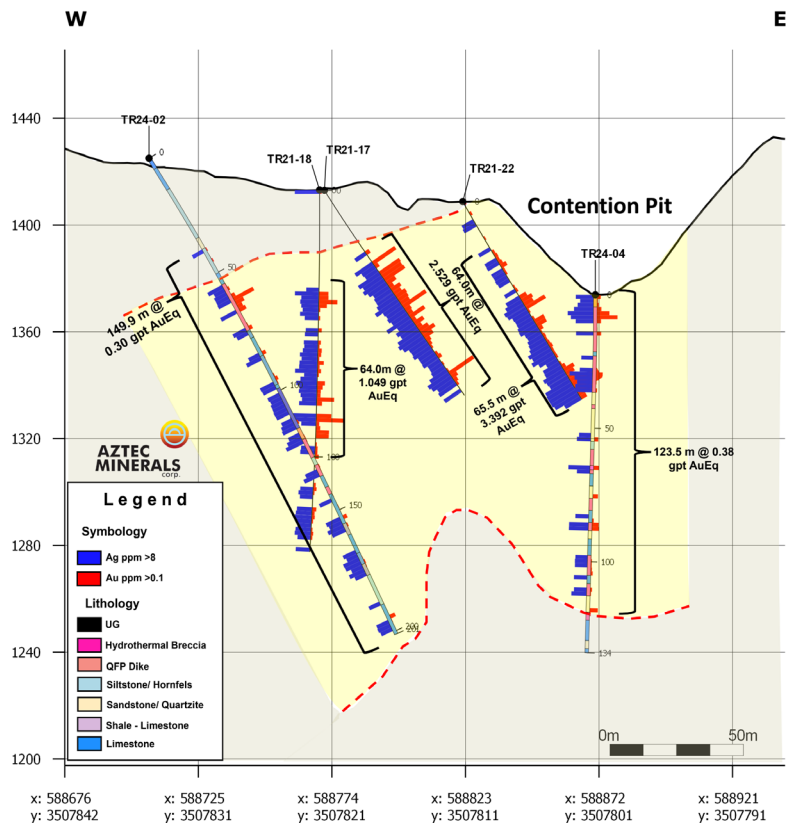 W
E
1440
1400
1360
1320
1280
1240
1200
TR24-02
0
TR21-18
TR21-17
TR21-22
0
Contention Pit
TR24-04
50
149.9 m @
0.30 gpt AuEq
100
150
200
64.0m @
1.049 gpt
AuEq
100
64.0m @
2.529 gpt AuEq
65.5 m @
3.392 gpt
AuEq
50
100
134
123.5 m @ 0.38
gpt AuEq
AZTEC
MINERALS
corp.
Legend
Symbology
Ag ppm >8
Au ppm >0.1
Lithology
UG
Hydrothermal Breccia
QFP Dike
Siltstone/ Hornfels
Sandstone/ Quartzite
Shale - Limestone
Limestone
0m 50m
x: 588676 x: 588725 x: 588774 x: 588823 x: 588872 x: 588921
y: 3507842 y: 3507831 y: 3507821 y: 3507811 y: 3507801 y: 3507791